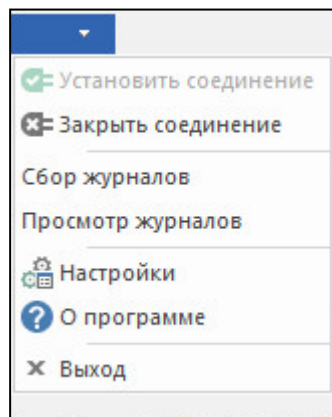 Установить соединение
Закрыть соединение
Сбор журналов
Просмотр журналов
Настройки
О программе
Выход